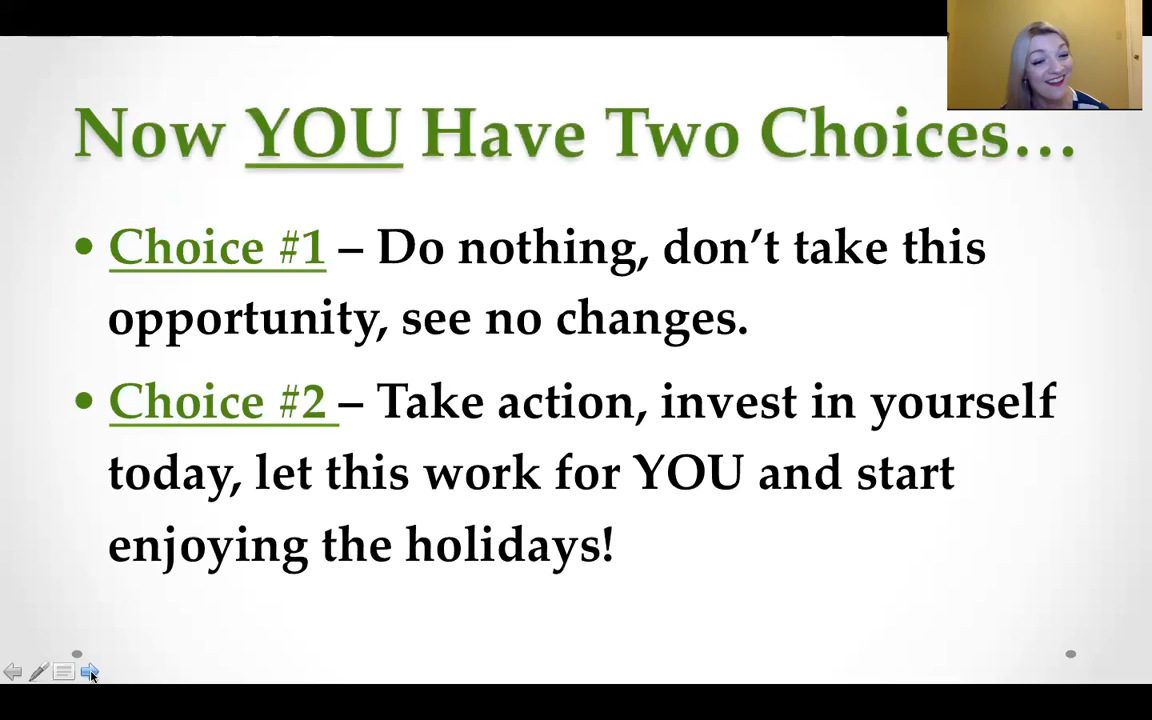 Now YOU Have Two Choices…
• Choice #1 – Do nothing, don’t take this
opportunity, see no changes.
• Choice #2 – Take action, invest in yourself
today, let this work for YOU and start
enjoying the holidays!